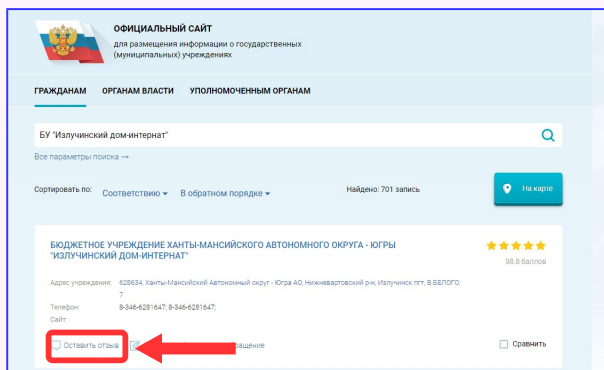 ОФИЦИАЛЬНЫЙ САЙТ
для размещения информации о государственных
(муниципальных) учреждениях
ГРАЖДАНАМ ОРГАНАМ ВЛАСТИ УПОЛНОМОЧЕННЫМ ОРГАНАМ
БУ "Излучинский дом-интернат"
Все параметры поиска →
Сортировать по: Соответствию В обратном порядке Найдено: 701 запись На карте
БЮДЖЕТНОЕ УЧРЕЖДЕНИЕ ХАНТЫ-МАНСИЙСКОГО АВТОНОМНОГО ОКРУГА - ЮГРЫ
"ИЗЛУЧИНСКИЙ ДОМ-ИНТЕРНАТ"
98.8 баллов
Адрес учреждения: 628634, Ханты-Мансийский Автономный округ - Югра АО, Нижневартовский р-н, Излучинск пгт, В.БЕЛОГО,
7
Телефон: 8-346-6281647; 8-346-6281647;
Сайт:
Оставить отзыв Сравнить